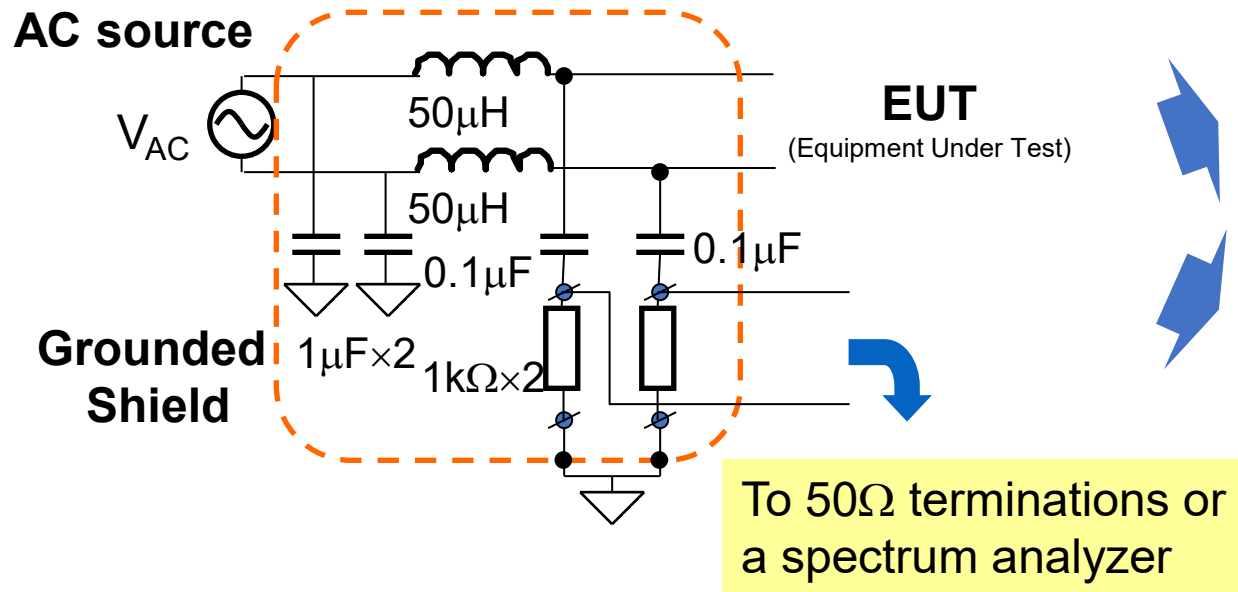 AC source
V_AC
50μH
50μH
EUT
(Equipment Under Test)
0.1μF
0.1μF
1μF×2
1kΩ×2
Grounded
Shield
To 50Ω terminations or
a spectrum analyzer